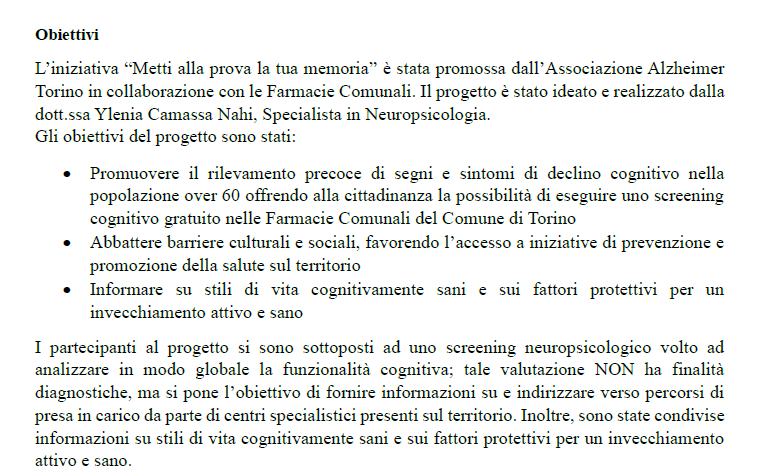 Obiettivi
L’iniziativa “Metti alla prova la tua memoria” è stata promossa dall’Associazione Alzheimer
Torino in collaborazione con le Farmacie Comunali. Il progetto è stato ideato e realizzato dalla
dott.ssa Ylenia Camassa Nahi, Specialista in Neuropsicologia.
Gli obiettivi del progetto sono stati:
• Promuovere il rilevamento precoce di segni e sintomi di declino cognitivo nella
popolazione over 60 offrendo alla cittadinanza la possibilità di eseguire uno screening
cognitivo gratuito nelle Farmacie Comunali del Comune di Torino
• Abbattere barriere culturali e sociali, favorendo l’accesso a iniziative di prevenzione e
promozione della salute sul territorio
• Informare su stili di vita cognitivamente sani e sui fattori protettivi per un
invecchiamento attivo e sano
I partecipanti al progetto si sono sottoposti ad uno screening neuropsicologico volto ad
analizzare in modo globale la funzionalità cognitiva; tale valutazione NON ha finalità
diagnostiche, ma si pone l’obiettivo di fornire informazioni su e indirizzare verso percorsi di
presa in carico da parte di centri specialistici presenti sul territorio. Inoltre, sono state condivise
informazioni su stili di vita cognitivamente sani e sui fattori protettivi per un invecchiamento
attivo e sano.